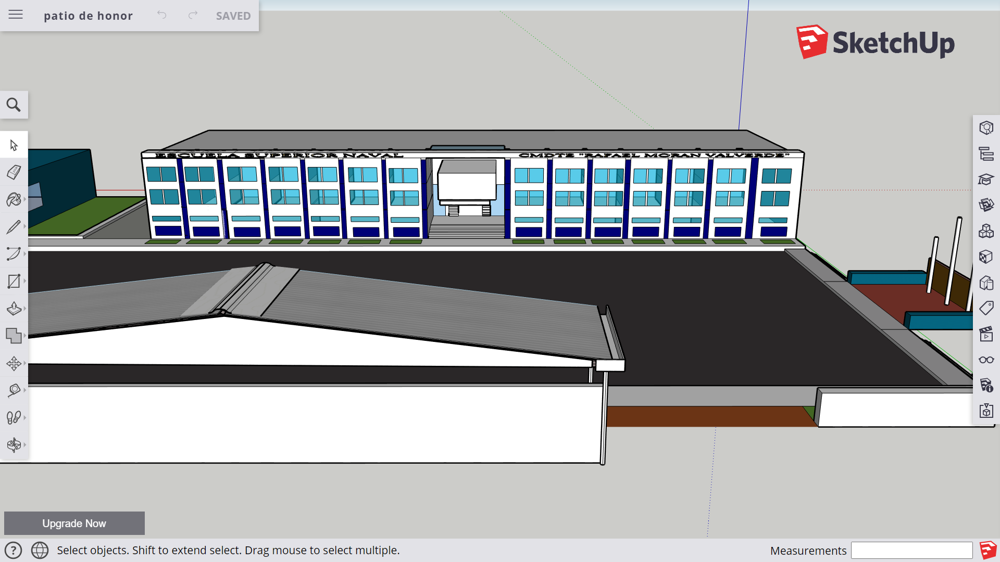 patio de honor
SAVED
SketchUp
ESCUELA SUPERIOR NAVAL
CMDTE "RAFAEL MORAN VALVERDE"
Upgrade Now
Select objects. Shift to extend select. Drag mouse to select multiple.
Measurements